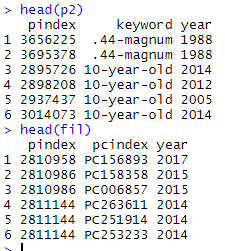 > head(p2)
pindex keyword year
1 3656225 .44-magnum 1988
2 3695378 .44-magnum 1988
3 2895726 10-year-old 2014
4 2898208 10-year-old 2012
5 2937437 10-year-old 2005
6 3014073 10-year-old 2014
> head(fil)
pindex pcindex year
1 2810958 PC156893 2017
2 2810986 PC158358 2015
3 2810986 PC006857 2015
4 2811144 PC263611 2014
5 2811144 PC251914 2014
6 2811144 PC253233 2014